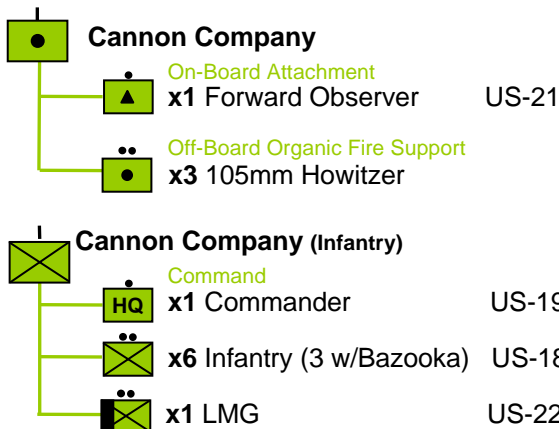 Cannon Company
On-Board Attachment
x1 Forward Observer US-21
Off-Board Organic Fire Support
x3 105mm Howitzer
Cannon Company (Infantry)
Command
HQ x1 Commander US-19
x6 Infantry (3 w/Bazooka) US-18
x1 LMG US-22